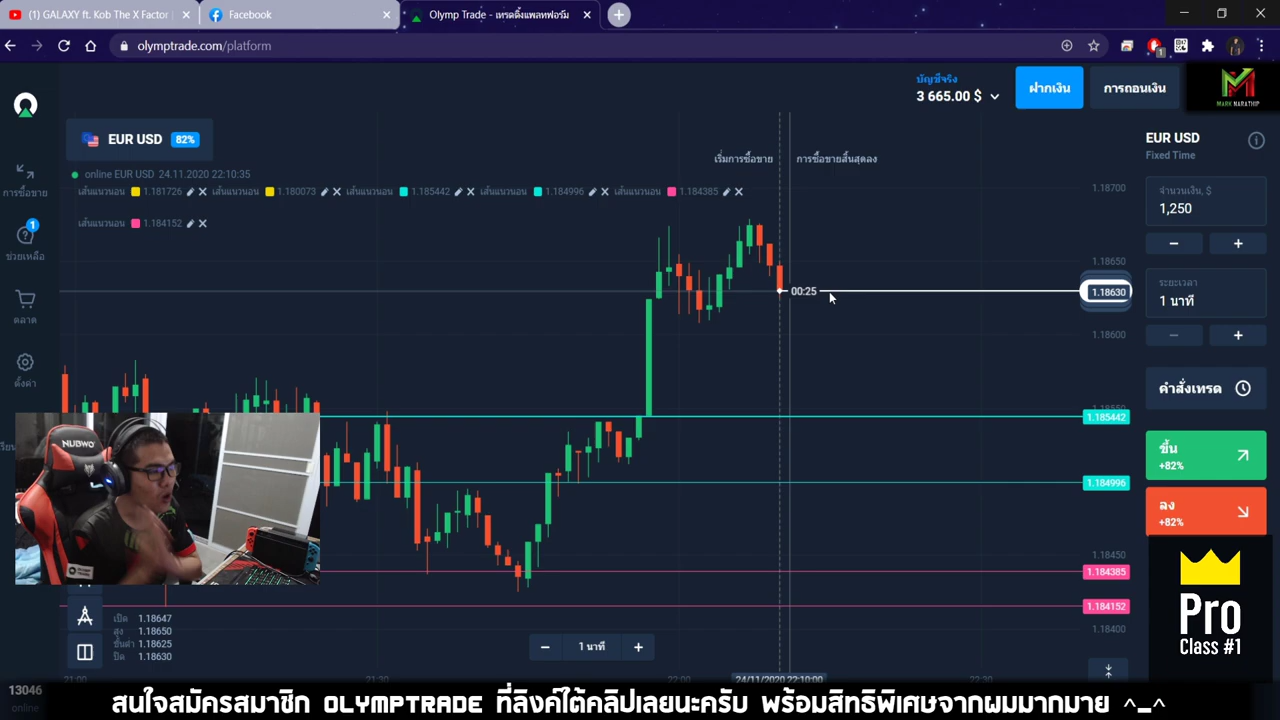 (1) GALAXY ft. Kob The X Factor
Facebook
Olymp Trade - เทรดดิ้งแพลทฟอร์ม
olymptrade.com/platform
1
บัญชีจริง
3 665.00 $
ฝากเงิน
การถอนเงิน
MARK NARATHIP
EUR USD 82%
online EUR USD 24.11.2020 22:10:35
เส้นแนวนอน 1.181726 เส้นแนวนอน 1.180073 เส้นแนวนอน 1.185442 เส้นแนวนอน 1.184996 เส้นแนวนอน 1.184385
เส้นแนวนอน 1.184152
เริ่มการซื้อขาย
การซื้อขายสิ้นสุดลง
การซื้อขาย
1
ช่วยเหลือ
ตลาด
ตั้งค่า
EUR USD
Fixed Time
จำนวนเงิน, $
1,250
- +
ระยะเวลา
1 นาที
- +
คำสั่งเทรด
ขึ้น
+82%
ลง
+82%
1.18700
1.18650
1.18630
1.18600
1.185442
1.184996
1.18450
1.184385
1.184152
1.18400
00:25
NUBWO
เปิด 1.18647
สูง 1.18650
ขั้นต่ำ 1.18625
ปิด 1.18630
- 1 นาที +
21:30
22:00
24/11/2020 22:10:00
22:30
Pro
Class #1
13046
online
สนใจสมัครสมาชิก OLYMPTRADE ที่ลิงค์ใต้คลิปเลยนะครับ พร้อมสิทธิพิเศษจากผมมากมาย ^_^